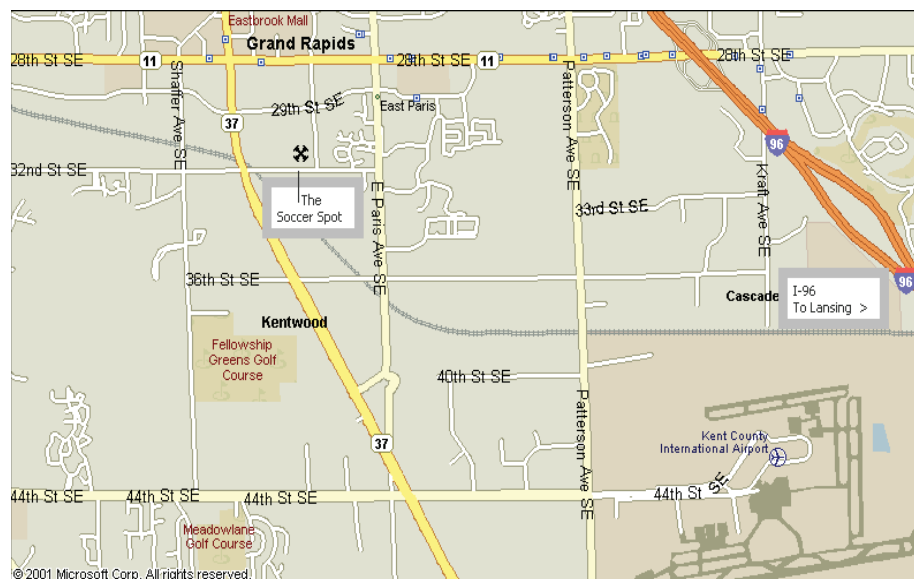 Eastbrook Mall
Grand Rapids
28th St SE
11
28th St SE
11
28th St SE
Shaffer Ave SE
29th St SE
East Paris
37
96
32nd St SE
The
Soccer Spot
E Paris Ave SE
Patterson Ave SE
33rd St SE
Kraft Ave SE
36th St SE
96
Cascade
I-96
To Lansing >
Kentwood
Fellowship
Greens Golf
Course
40th St SE
Patterson Ave SE
37
Kent County
International Airport
44th St SE
44th St SE
44th St SE
44th St SE
Meadowlane
Golf Course
© 2001 Microsoft Corp. All rights reserved.